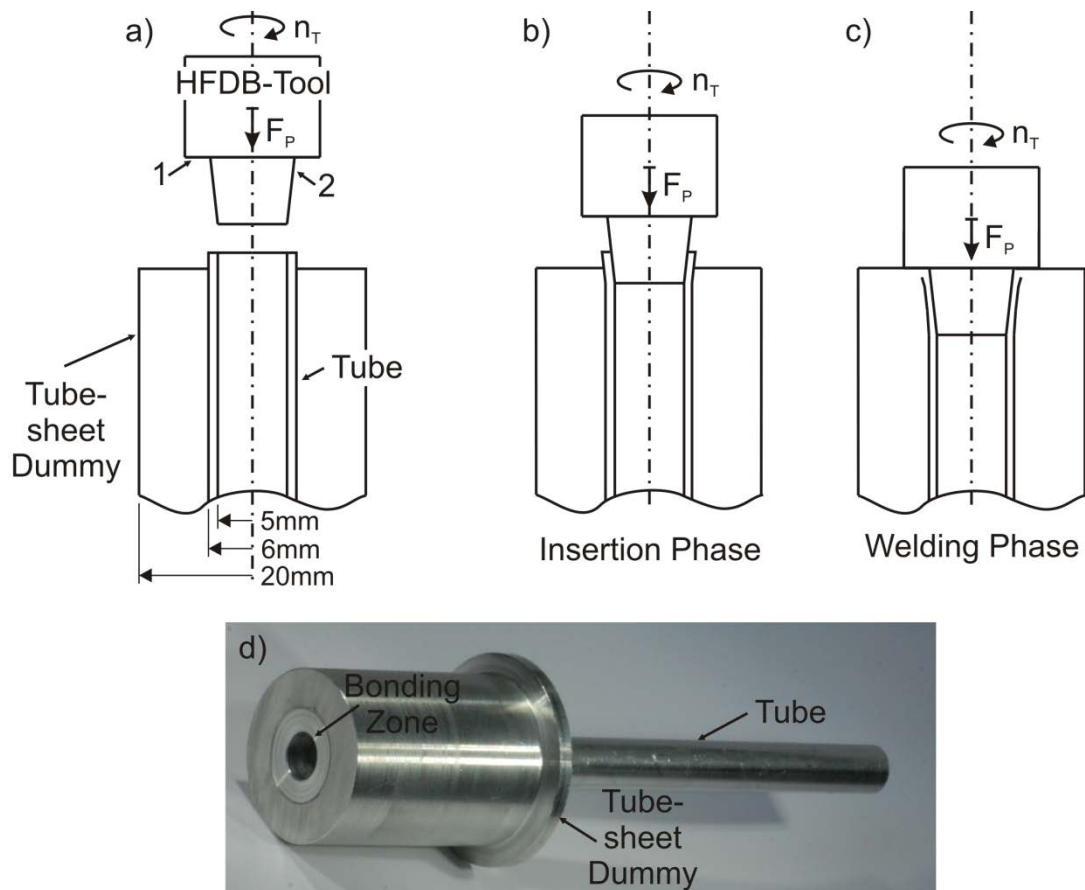 a)
n_T
HFDB-Tool
F_P
1
2
Tube-
sheet
Dummy
Tube
5mm
6mm
20mm
b)
n_T
F_P
Insertion Phase
c)
n_T
F_P
Welding Phase
d)
Bonding
Zone
Tube
Tube-
sheet
Dummy